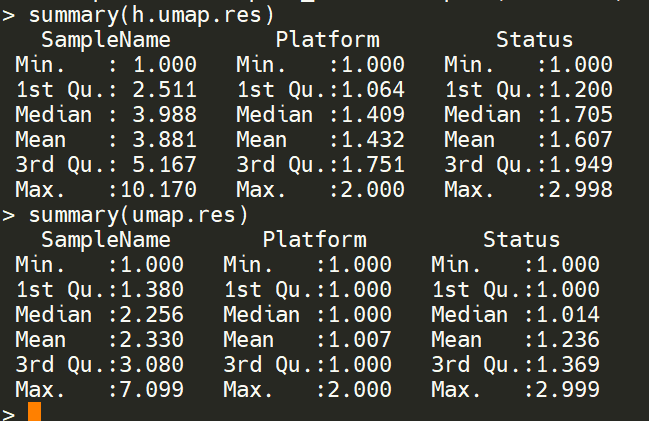 > summary(h.umap.res)
   SampleName        Platform         Status
 Min.   : 1.000   Min.   :1.000   Min.   :1.000
 1st Qu.: 2.511   1st Qu.:1.064   1st Qu.:1.200
 Median : 3.988   Median :1.409   Median :1.705
 Mean   : 3.881   Mean   :1.432   Mean   :1.607
 3rd Qu.: 5.167   3rd Qu.:1.751   3rd Qu.:1.949
 Max.   :10.170   Max.   :2.000   Max.   :2.998
> summary(umap.res)
   SampleName       Platform         Status
 Min.   :1.000   Min.   :1.000   Min.   :1.000
 1st Qu.:1.380   1st Qu.:1.000   1st Qu.:1.000
 Median :2.256   Median :1.000   Median :1.014
 Mean   :2.330   Mean   :1.007   Mean   :1.236
 3rd Qu.:3.080   3rd Qu.:1.000   3rd Qu.:1.369
 Max.   :7.099   Max.   :2.000   Max.   :2.999
>